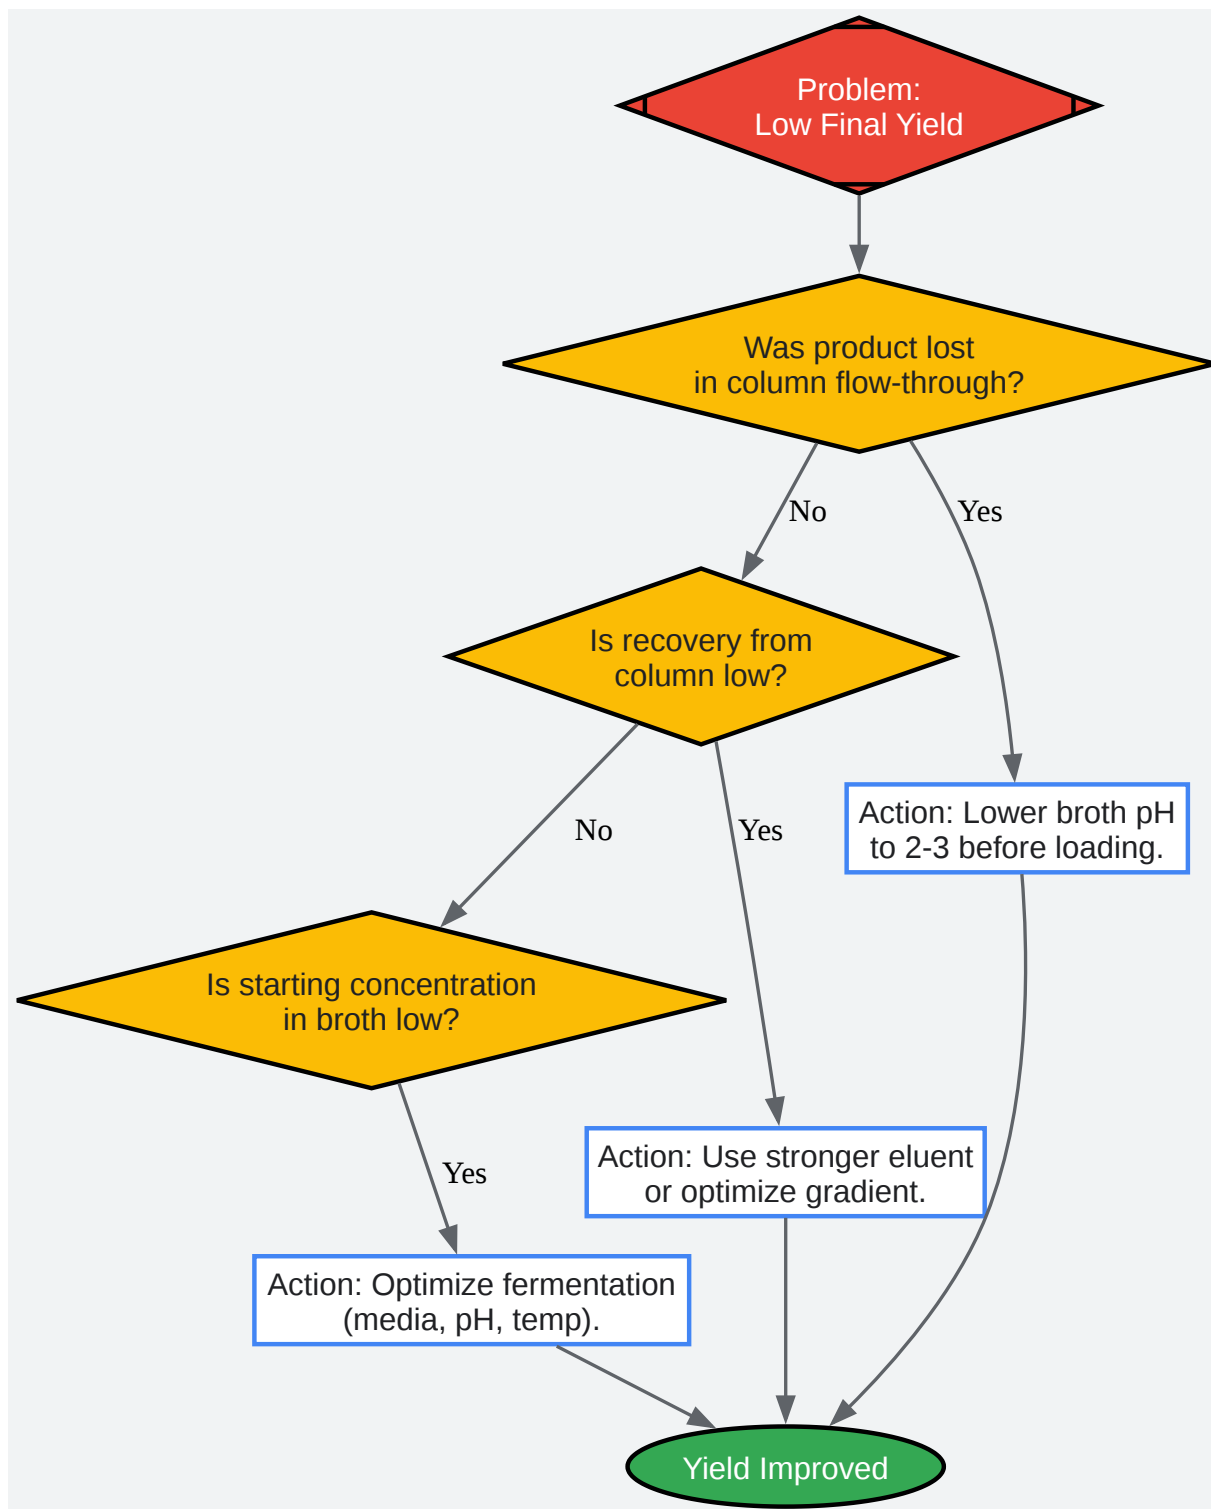 Problem:
Low Final Yield
Was product lost
in column flow-through?
No
Yes
Is recovery from
column low?
No
Yes
Action: Lower broth pH
to 2-3 before loading.
Is starting concentration
in broth low?
Yes
Action: Use stronger eluent
or optimize gradient.
Action: Optimize fermentation
(media, pH, temp).
Yield Improved